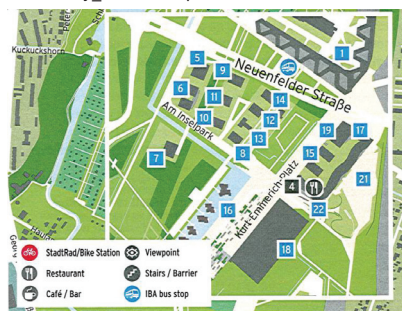 Kuckuckshorn
Neuenfelder Straße
Am Inselpark
Kurt-Emmerich-Platz
1
5
9
6
11
14
10
12
13
7
8
19
17
15
4
21
16
22
18
StadtRad/Bike Station
Viewpoint
Restaurant
Stairs / Barrier
Café / Bar
IBA bus stop